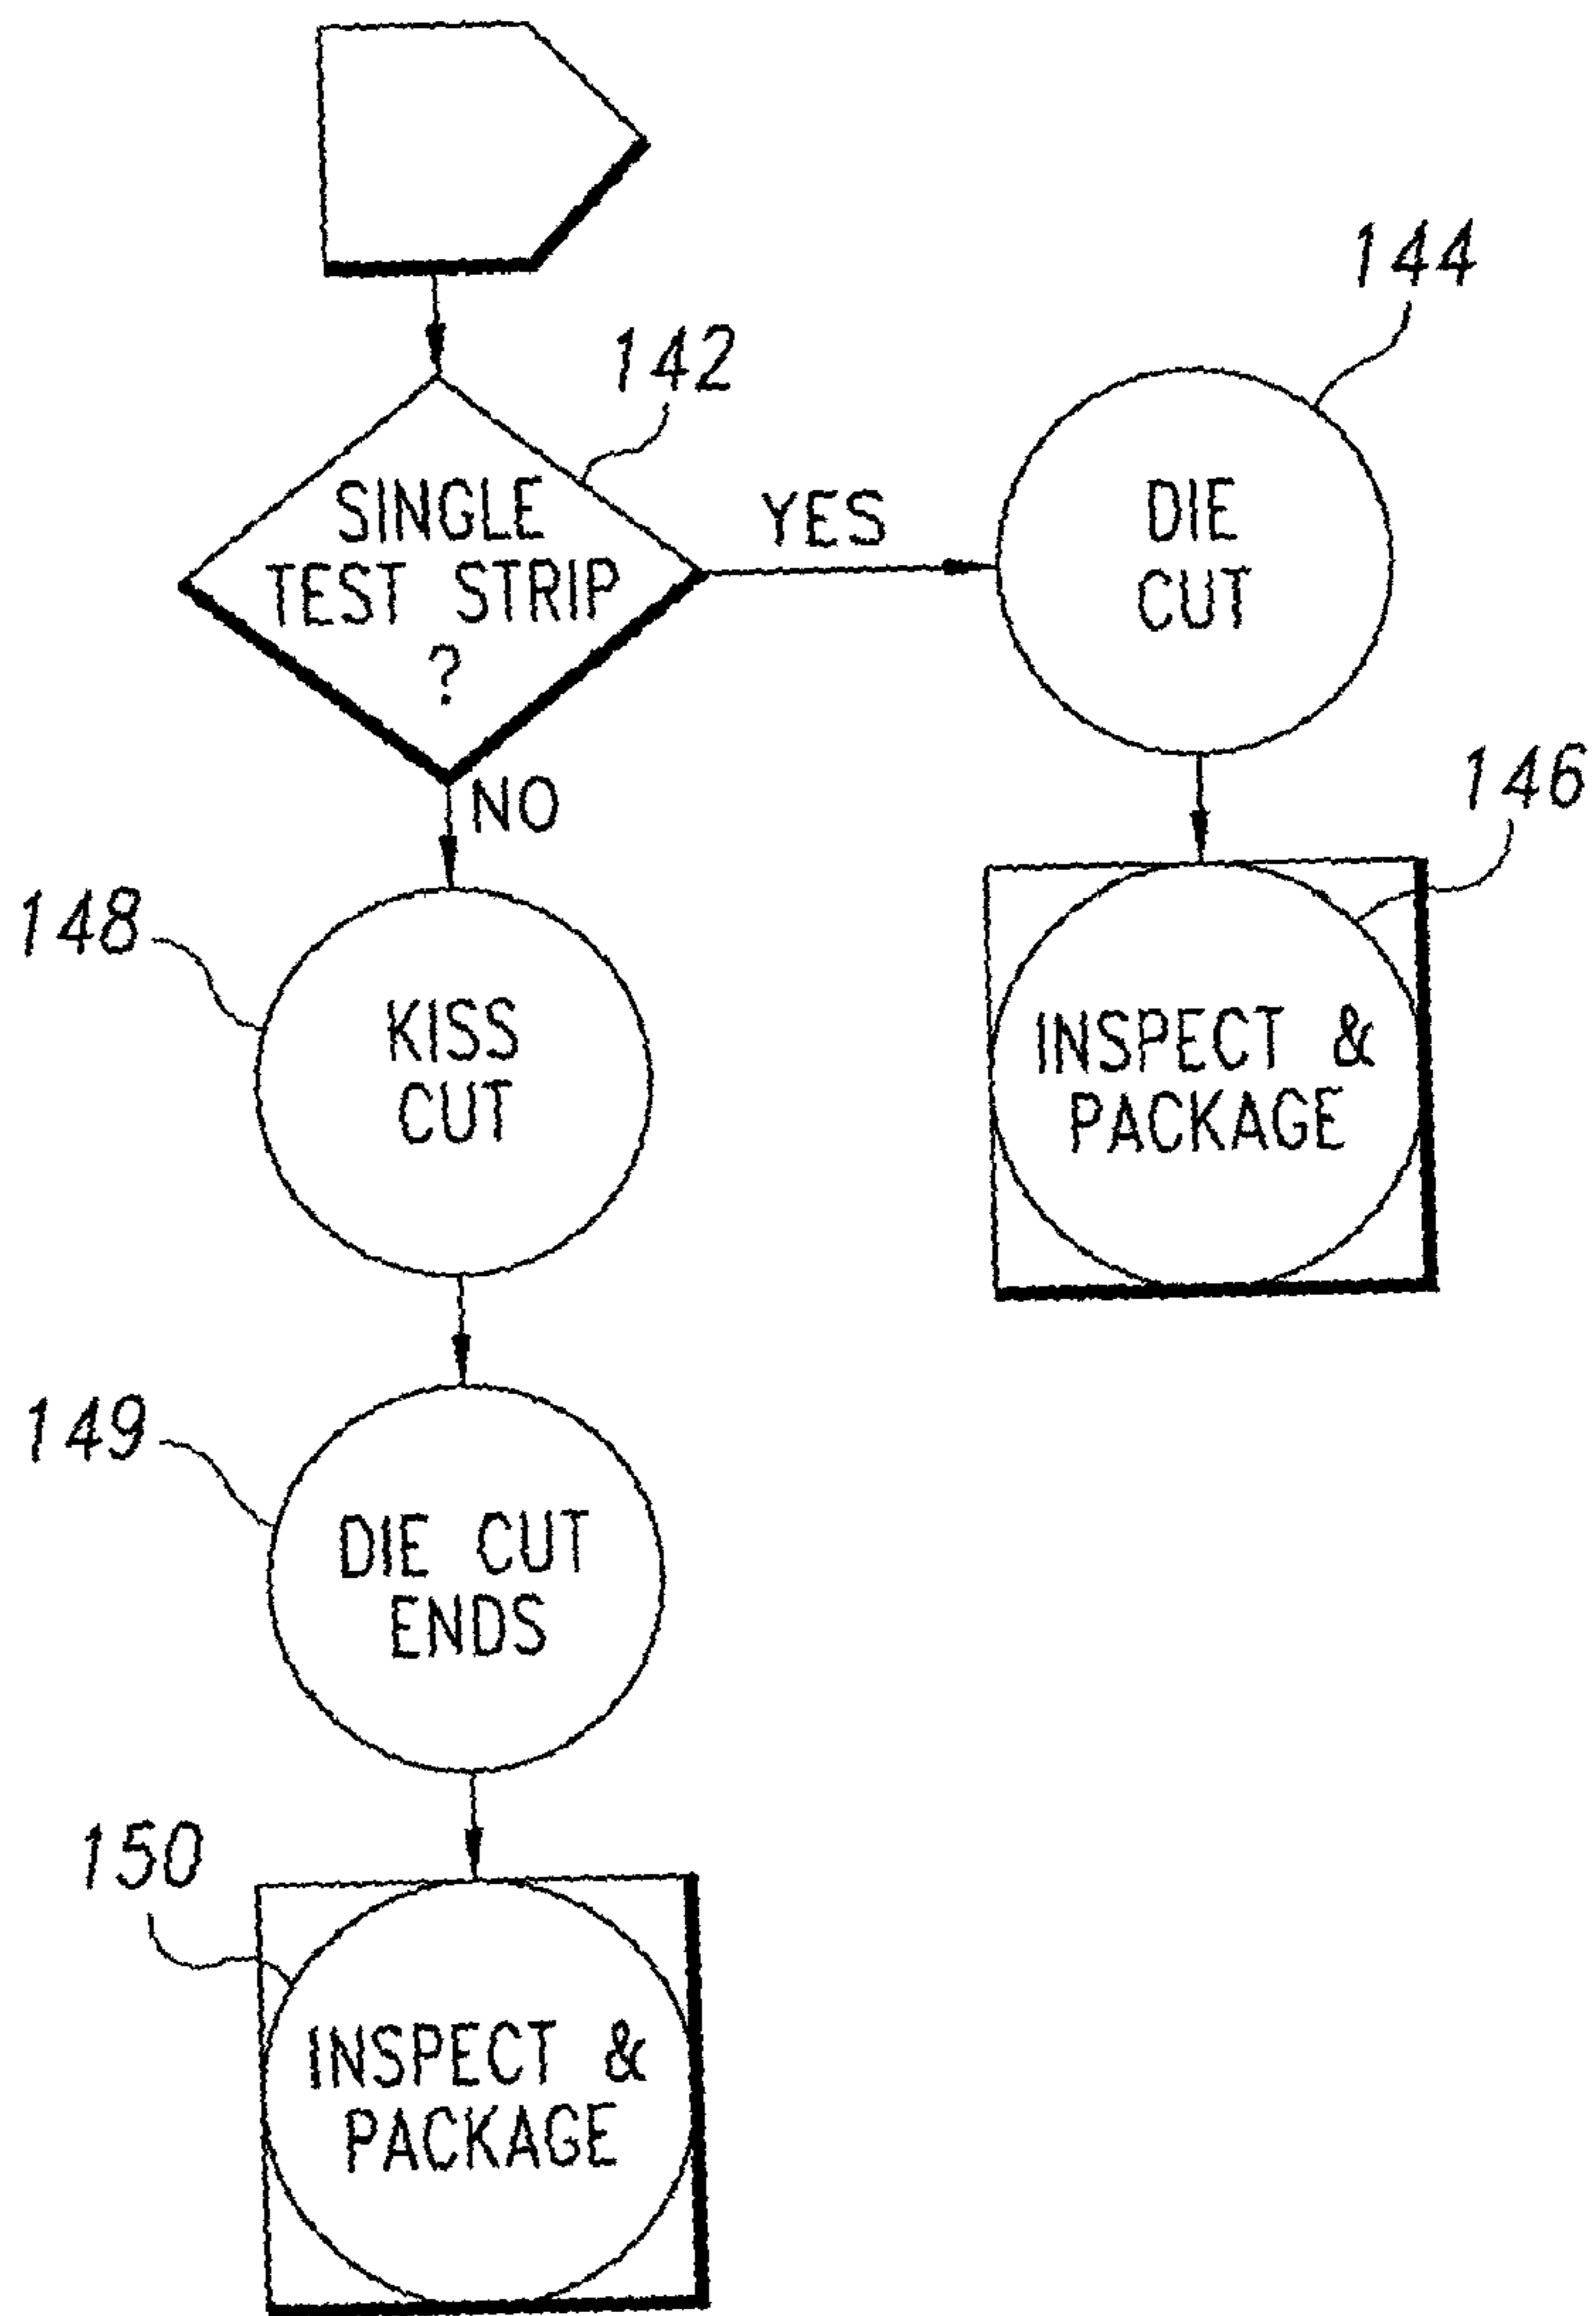 144
142
SINGLE
TEST STRIP
?
YES
DIE
CUT
NO
146
148
KISS
CUT
INSPECT &
PACKAGE
149
DIE CUT
ENDS
150
INSPECT &
PACKAGE